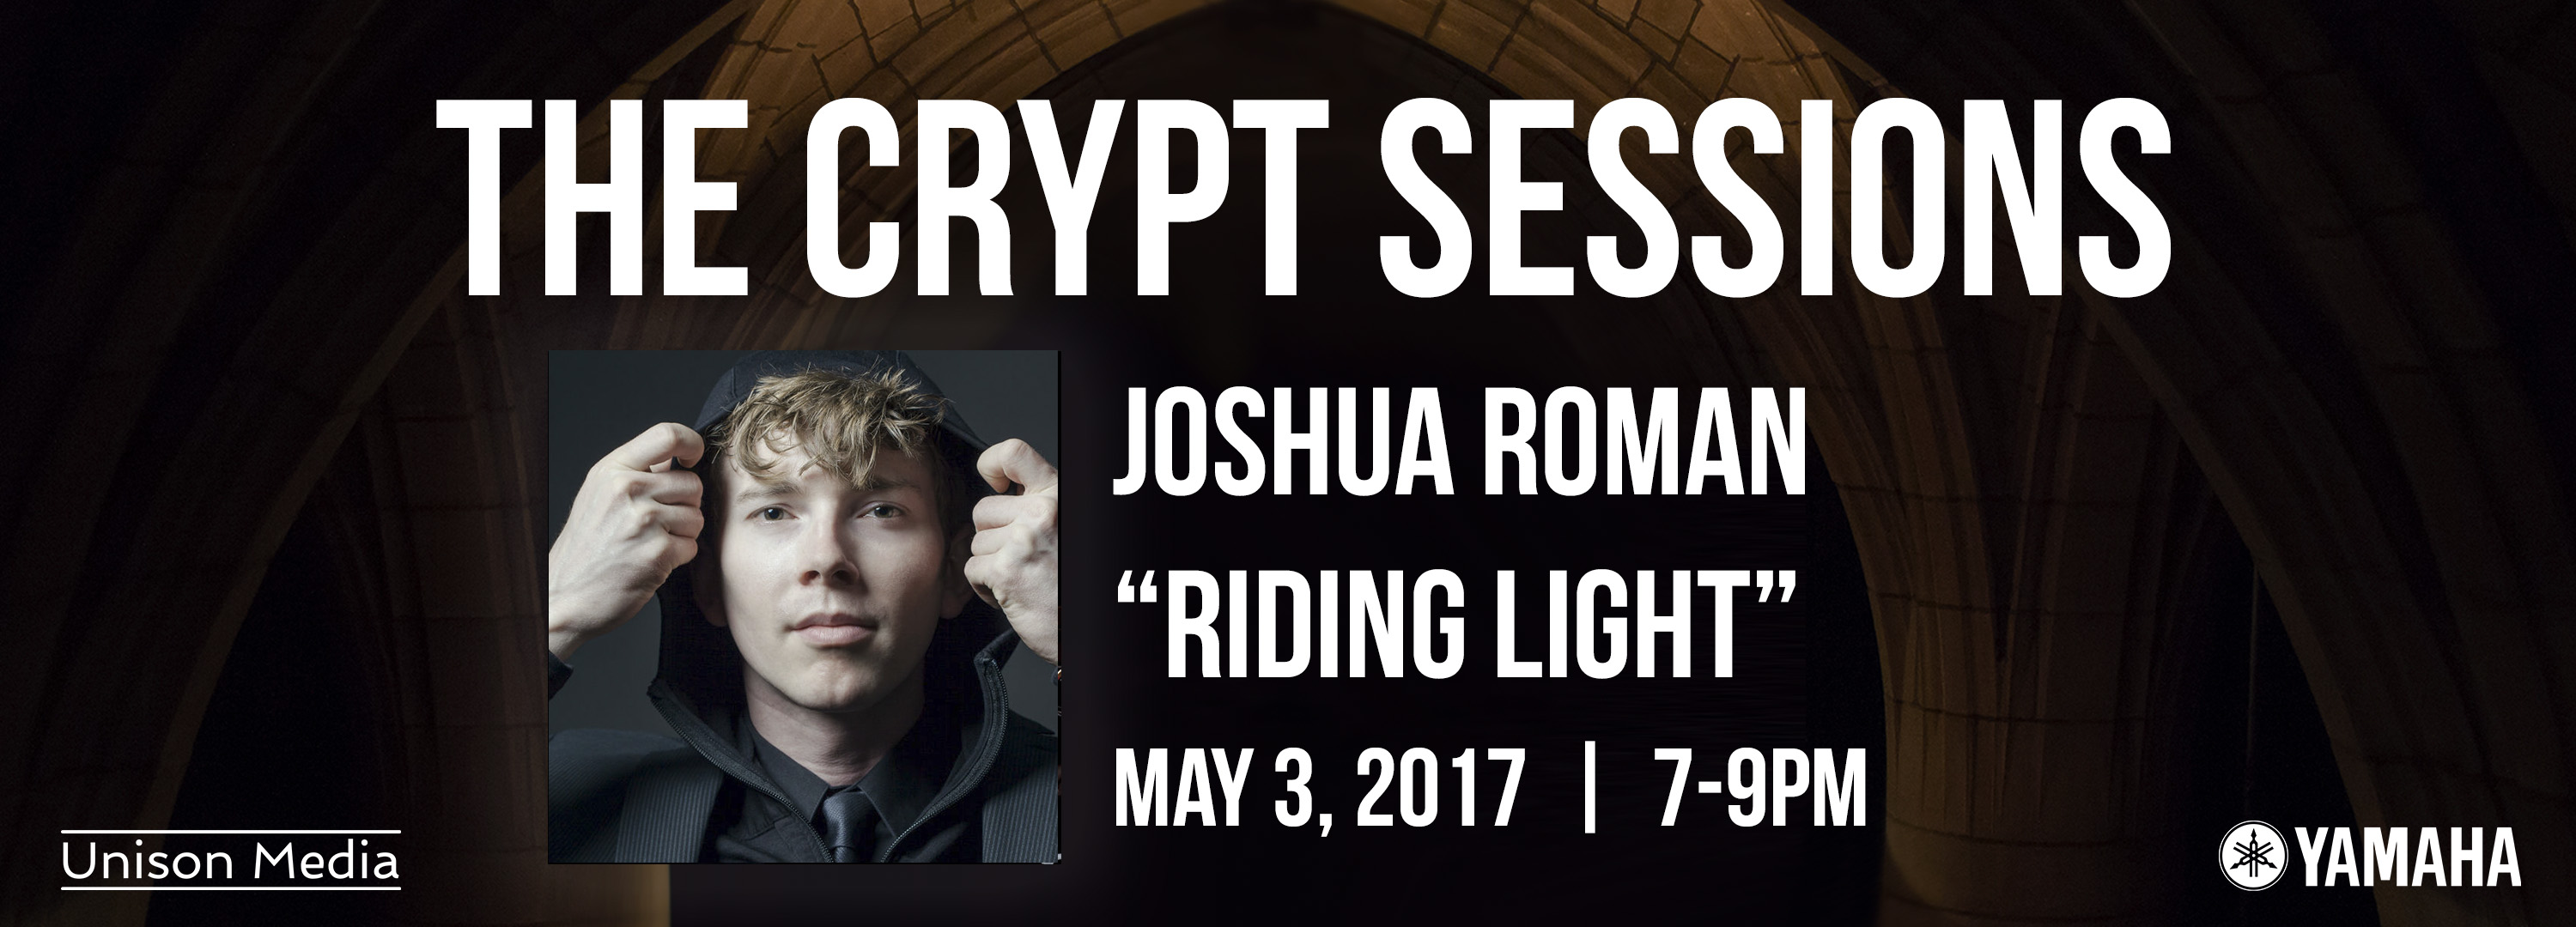 THE CRYPT SESSIONS
JOSHUA ROMAN
“RIDING LIGHT”
MAY 3, 2017 | 7-9PM
Unison Media
YAMAHA